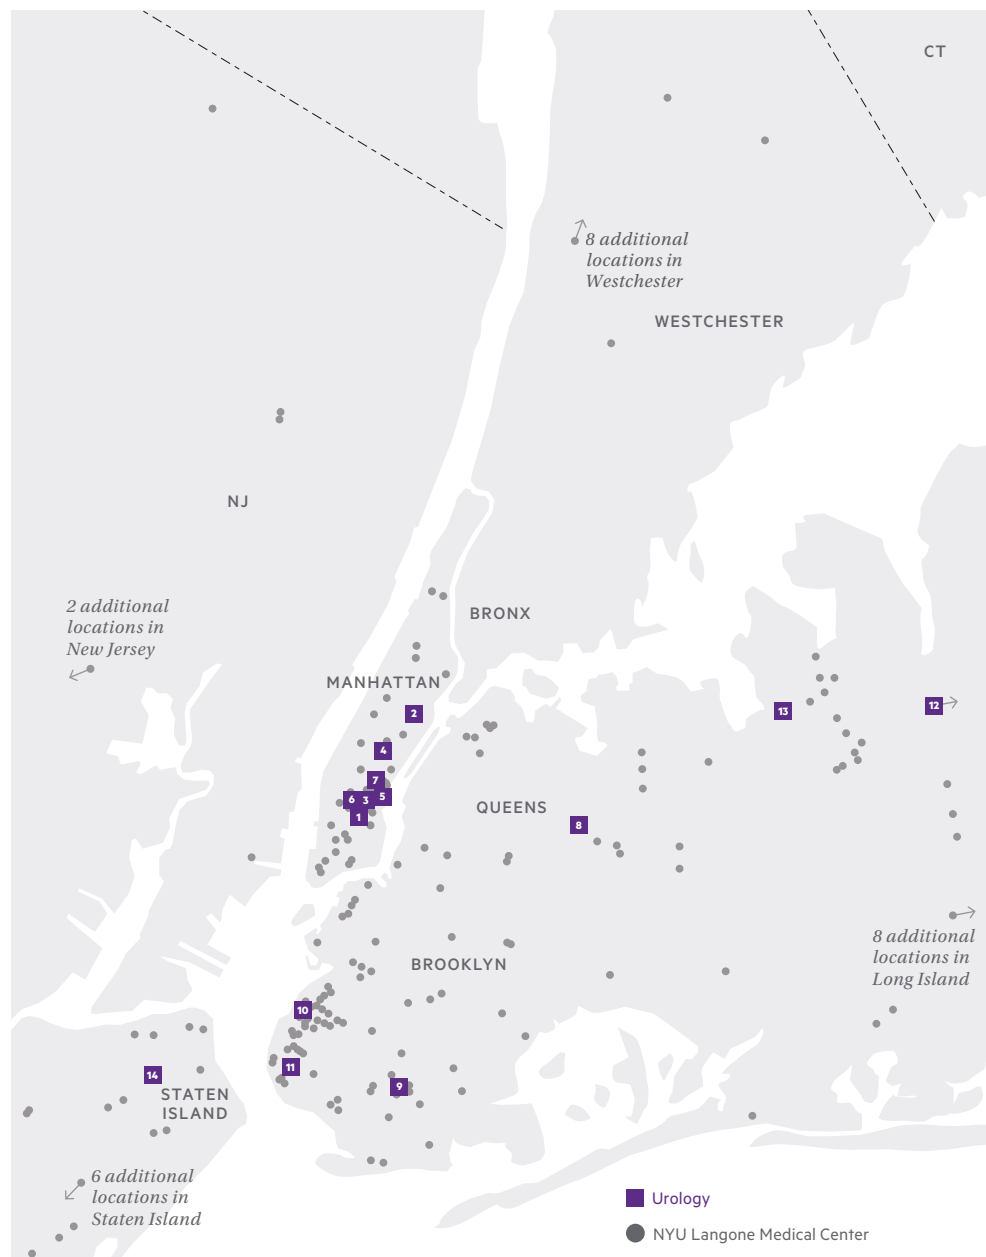 CT
8 additional
locations in
Westchester
WESTCHESTER
NJ
2 additional
locations in
New Jersey
BRONX
MANHATTAN
2
13
12
4
7
6
3
5
1
QUEENS
8
8 additional
locations in
Long Island
BROOKLYN
10
11
14
9
STATEN
ISLAND
6 additional
locations in
Staten Island
Urology
NYU Langone Medical Center